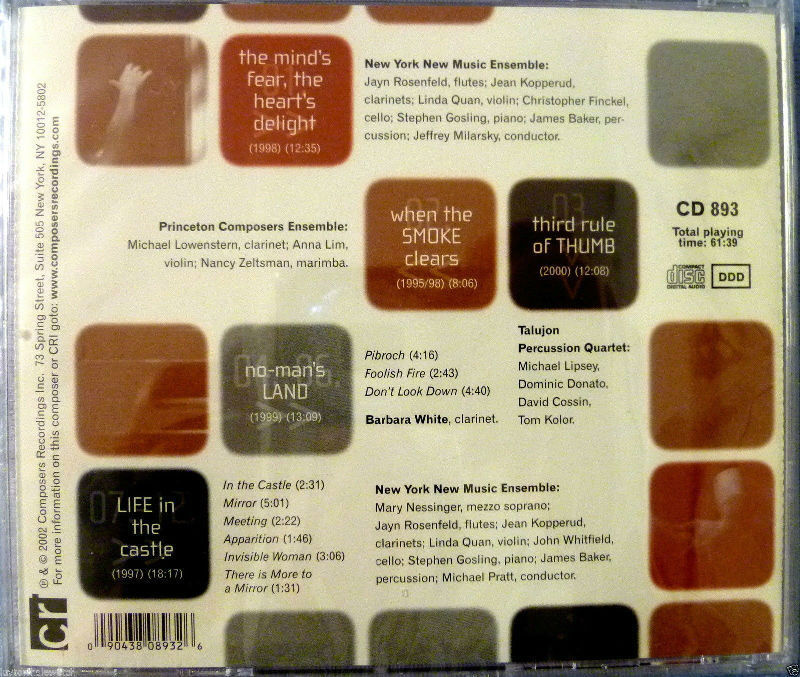 the mind's
fear, the
heart's
delight
(1998) (12:35)
New York New Music Ensemble:
Jayn Rosenfeld, flutes; Jean Kopperud,
clarinets; Linda Quan, violin; Christopher Finckel,
cello; Stephen Gosling, piano; James Baker, per-
cussion; Jeffrey Milarsky, conductor.
Princeton Composers Ensemble:
Michael Lowenstern, clarinet; Anna Lim,
violin; Nancy Zeltsman, marimba.
when the
SMOKE
clears
(1995/98) (8:06)
03
third rule
of THUMB
(2000) (12:08)
CD 893
Total playing
time: 61:39
COMPACT
disc
DIGITAL AUDIO
DDD
04-06.
no-man's
LAND
(1999) (13:09)
Pibroch (4:16)
Foolish Fire (2:43)
Don't Look Down (4:40)
Barbara White, clarinet.
Talujon
Percussion Quartet:
Michael Lipsey,
Dominic Donato,
David Cossin,
Tom Kolor.
LIFE in
the
castle
(1997) (18:17)
In the Castle (2:31)
Mirror (5:01)
Meeting (2:22)
Apparition (1:46)
Invisible Woman (3:06)
There is More to
a Mirror (1:31)
New York New Music Ensemble:
Mary Nessinger, mezzo soprano;
Jayn Rosenfeld, flutes; Jean Kopperud,
clarinets; Linda Quan, violin; John Whitfield,
cello; Stephen Gosling, piano; James Baker,
percussion; Michael Pratt, conductor.
℗ & © 2002 Composers Recordings Inc. 73 Spring Street, Suite 505 New York, NY 10012-5802
For more information on this composer or CRI goto: www.composersrecordings.com
cri
0 90438 08932 6